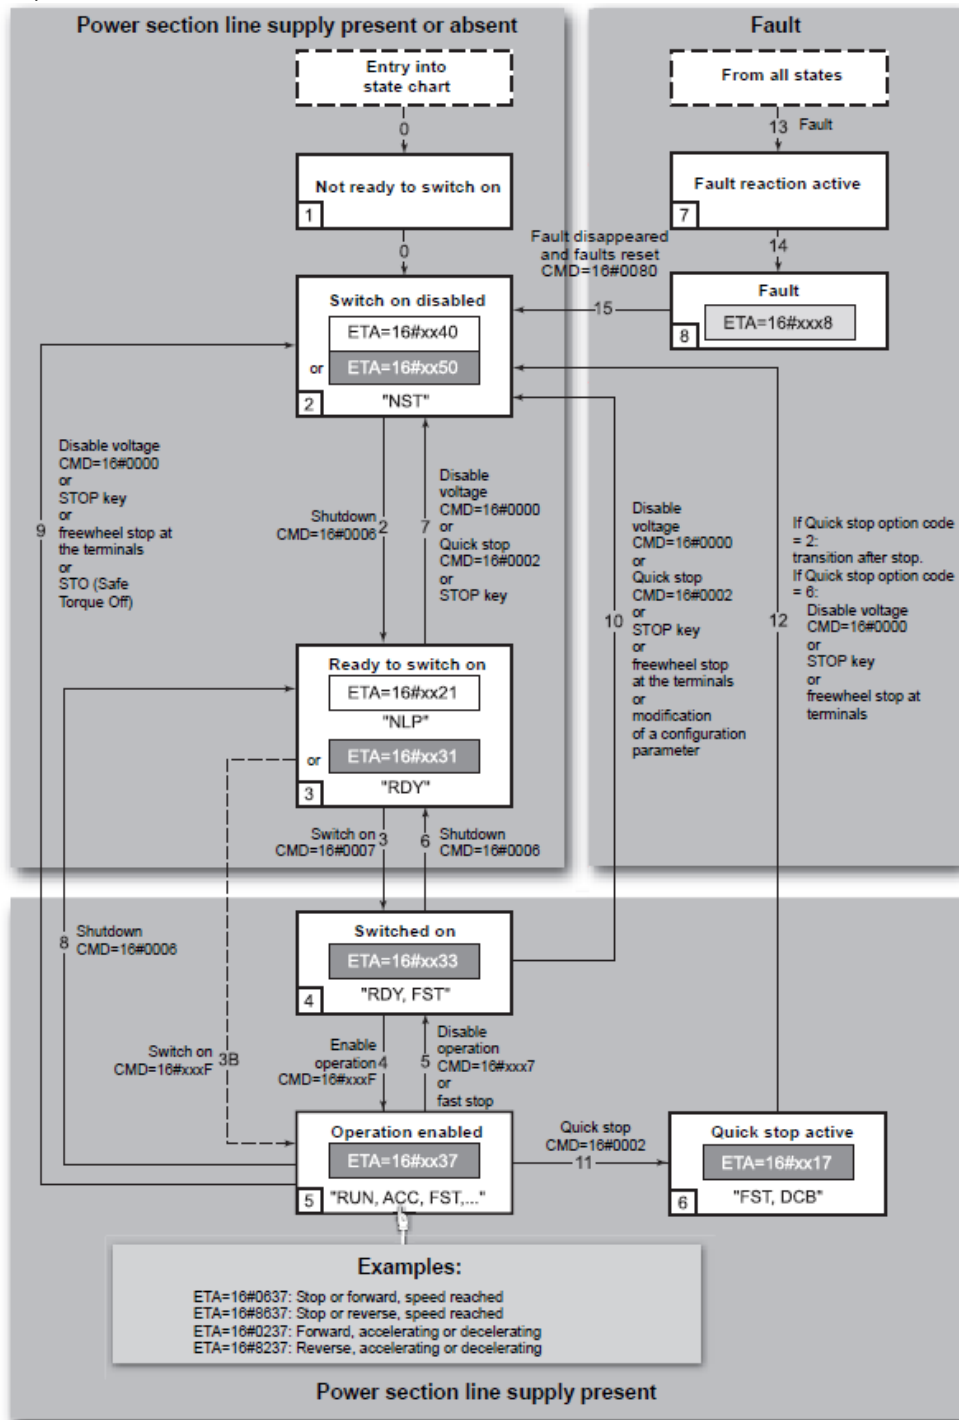 Power section line supply present or absent
Entry into
state chart
0
Not ready to switch on
1
0
Switch on disabled
ETA=16#xx40
or
ETA=16#xx50
2
"NST"
Disable voltage
CMD=16#0000
or
STOP key
or
9
freewheel stop at
the terminals
or
STO (Safe
Torque Off)
Shutdown
CMD=16#0006
2
7
Disable
voltage
CMD=16#0000
or
Quick stop
CMD=16#0002
or
STOP key
Ready to switch on
ETA=16#xx21
"NLP"
or
ETA=16#xx31
3
"RDY"
Switch on
CMD=16#0007
3
6
Shutdown
CMD=16#0006
Fault
From all states
13
Fault
Fault reaction active
7
14
Fault disappeared
and faults reset
CMD=16#0080
15
Fault
ETA=16#xxx8
8
Disable
voltage
CMD=16#0000
or
Quick stop
CMD=16#0002
or
10
STOP key
or
freewheel stop
at the terminals
or
modification
of a configuration
parameter
12
If Quick stop option code
= 2:
transition after stop.
If Quick stop option code
= 6:
Disable voltage
CMD=16#0000
or
STOP key
or
freewheel stop at
terminals
8
Shutdown
CMD=16#0006
Switched on
ETA=16#xx33
4
"RDY, FST"
Switch on
CMD=16#xxxF
3B
Enable
operation
CMD=16#xxxF
4
5
Disable
operation
CMD=16#xxx7
or
fast stop
Operation enabled
ETA=16#xx37
5
"RUN, ACC, FST,..."
Quick stop
CMD=16#0002
11
Quick stop active
ETA=16#xx17
6
"FST, DCB"
Examples:
ETA=16#0637: Stop or forward, speed reached
ETA=16#8637: Stop or reverse, speed reached
ETA=16#0237: Forward, accelerating or decelerating
ETA=16#8237: Reverse, accelerating or decelerating
Power section line supply present